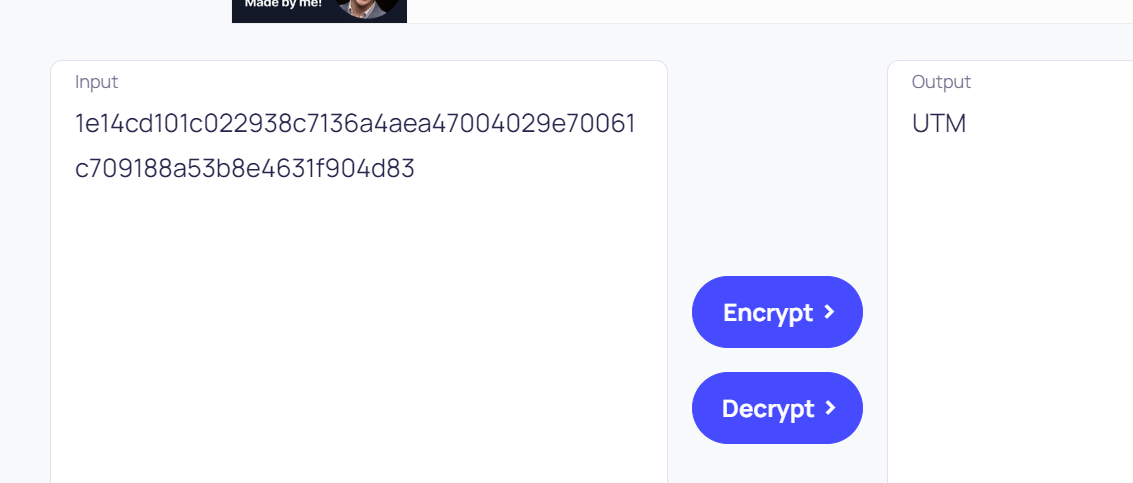 Made by me!
Input
1e14cd101c022938c7136a4aea47004029e70061
c709188a53b8e4631f904d83
Output
UTM
Encrypt
Decrypt